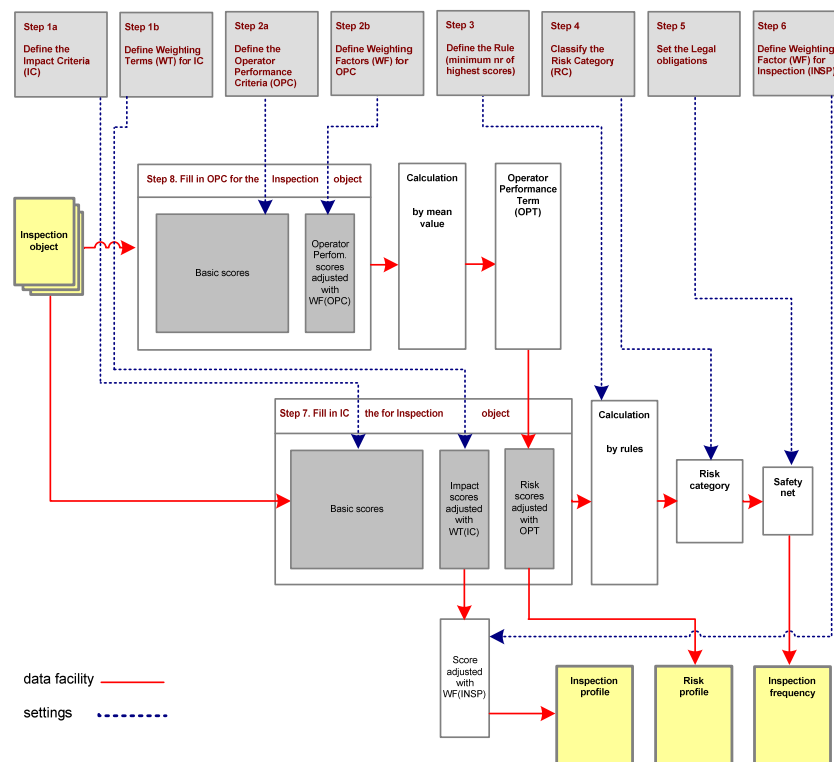 Step 1a
Define the
Impact Criteria
(IC)
Step 1b
Define Weighting
Terms (WT) for IC
Step 2a
Define the
Operator
Performance
Criteria (OPC)
Step 2b
Define Weighting
Factors (WF) for
OPC
Step 3
Define the Rule
(minimum nr of
highest scores)
Step 4
Classify the
Risk Category
(RC)
Step 5
Set the Legal
obligations
Step 6
Define Weighting
Factor (WF) for
Inspection (INSP)
Inspection
object
Step 8. Fill in OPC for the Inspection object
Basic scores
Operator
Perfom.
scores
adjusted
with
WF(OPC)
Calculation
by mean
value
Operator
Performance
Term
(OPT)
Step 7. Fill in IC the for Inspection object
Basic scores
Impact
scores
adjusted
with
WT(IC)
Risk
scores
adjusted
with
OPT
Calculation
by rules
Risk
category
Safety
net
Score
adjusted
with
WF(INSP)
Inspection
profile
Risk
profile
Inspection
frequency
data facility
settings